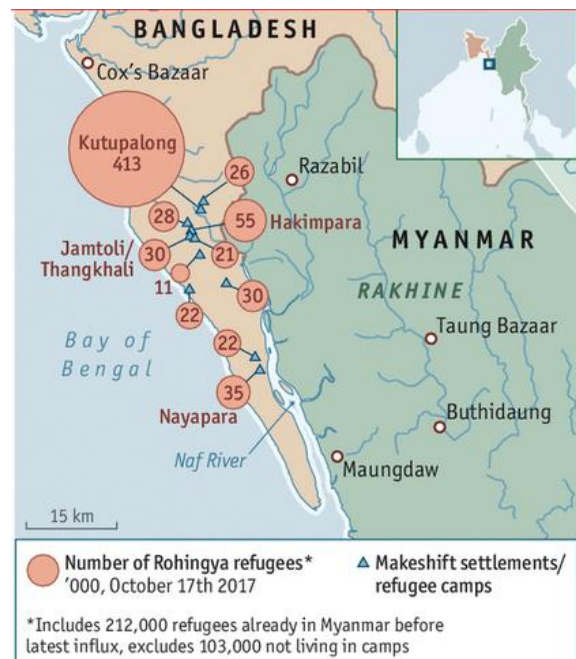 BANGLADESH
Cox's Bazaar
Kutupalong
413
26
Razabil
28
55
Hakimpara
MYANMAR
Jamtoli/
Thangkhali
30
21
11
30
RAKHINE
22
Taung Bazaar
Bay of
Bengal
22
35
Nayapara
Buthidaung
Naf River
Maungdaw
15 km
Number of Rohingya refugees*
'000, October 17th 2017
Makeshift settlements/
refugee camps
*Includes 212,000 refugees already in Myanmar before
latest influx, excludes 103,000 not living in camps